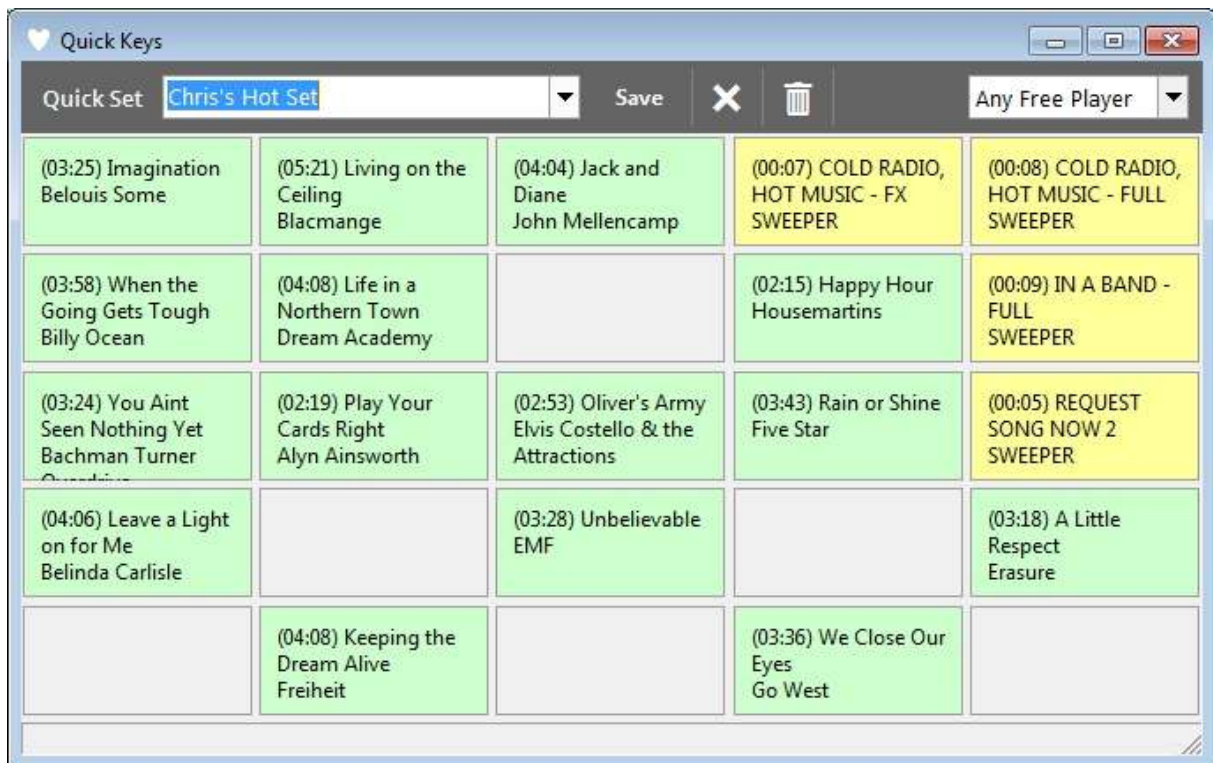 Quick Keys
Quick Set
Chris's Hot Set
Save
Any Free Player
(03:25) Imagination
Belouis Some
(05:21) Living on the
Ceiling
Blacmange
(04:04) Jack and
Diane
John Mellencamp
(00:07) COLD RADIO,
HOT MUSIC - FX
SWEEPER
(00:08) COLD RADIO,
HOT MUSIC - FULL
SWEEPER
(03:58) When the
Going Gets Tough
Billy Ocean
(04:08) Life in a
Northern Town
Dream Academy
(02:15) Happy Hour
Housemartins
(00:09) IN A BAND -
FULL
SWEEPER
(03:24) You Aint
Seen Nothing Yet
Bachman Turner
(02:19) Play Your
Cards Right
Alyn Ainsworth
(02:53) Oliver's Army
Elvis Costello & the
Attractions
(03:43) Rain or Shine
Five Star
(00:05) REQUEST
SONG NOW 2
SWEEPER
(04:06) Leave a Light
on for Me
Belinda Carlisle
(03:28) Unbelievable
EMF
(03:18) A Little
Respect
Erasure
(04:08) Keeping the
Dream Alive
Freiheit
(03:36) We Close Our
Eyes
Go West